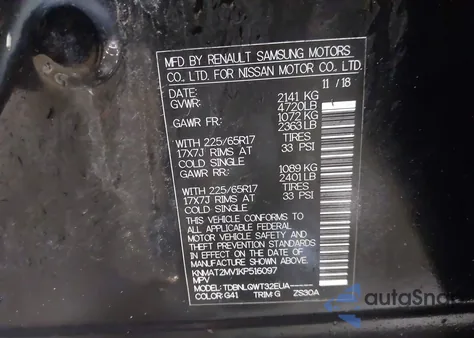 MFD BY RENAULT SAMSUNG MOTORS
CO., LTD. FOR NISSAN MOTOR CO., LTD.
DATE: 11 / 18
GVWR: 2141 KG
4720LB
GAWR FR: 1072 KG
2363LB
WITH 225/65R17 TIRES
17X7J RIMS AT 33 PSI
COLD SINGLE
GAWR RR: 1089 KG
2401LB
WITH 225/65R17 TIRES
17X7J RIMS AT 33 PSI
COLD SINGLE
THIS VEHICLE CONFORMS TO
ALL APPLICABLE FEDERAL
MOTOR VEHICLE SAFETY AND
THEFT PREVENTION STANDARDS
IN EFFECT ON THE DATE OF
MANUFACTURE SHOWN ABOVE.
KNMAT2MV1KP516097
MPV
MODEL: TDBNLGWT32EUA------
COLOR: G41 TRIM G ZS30A
autoSnap